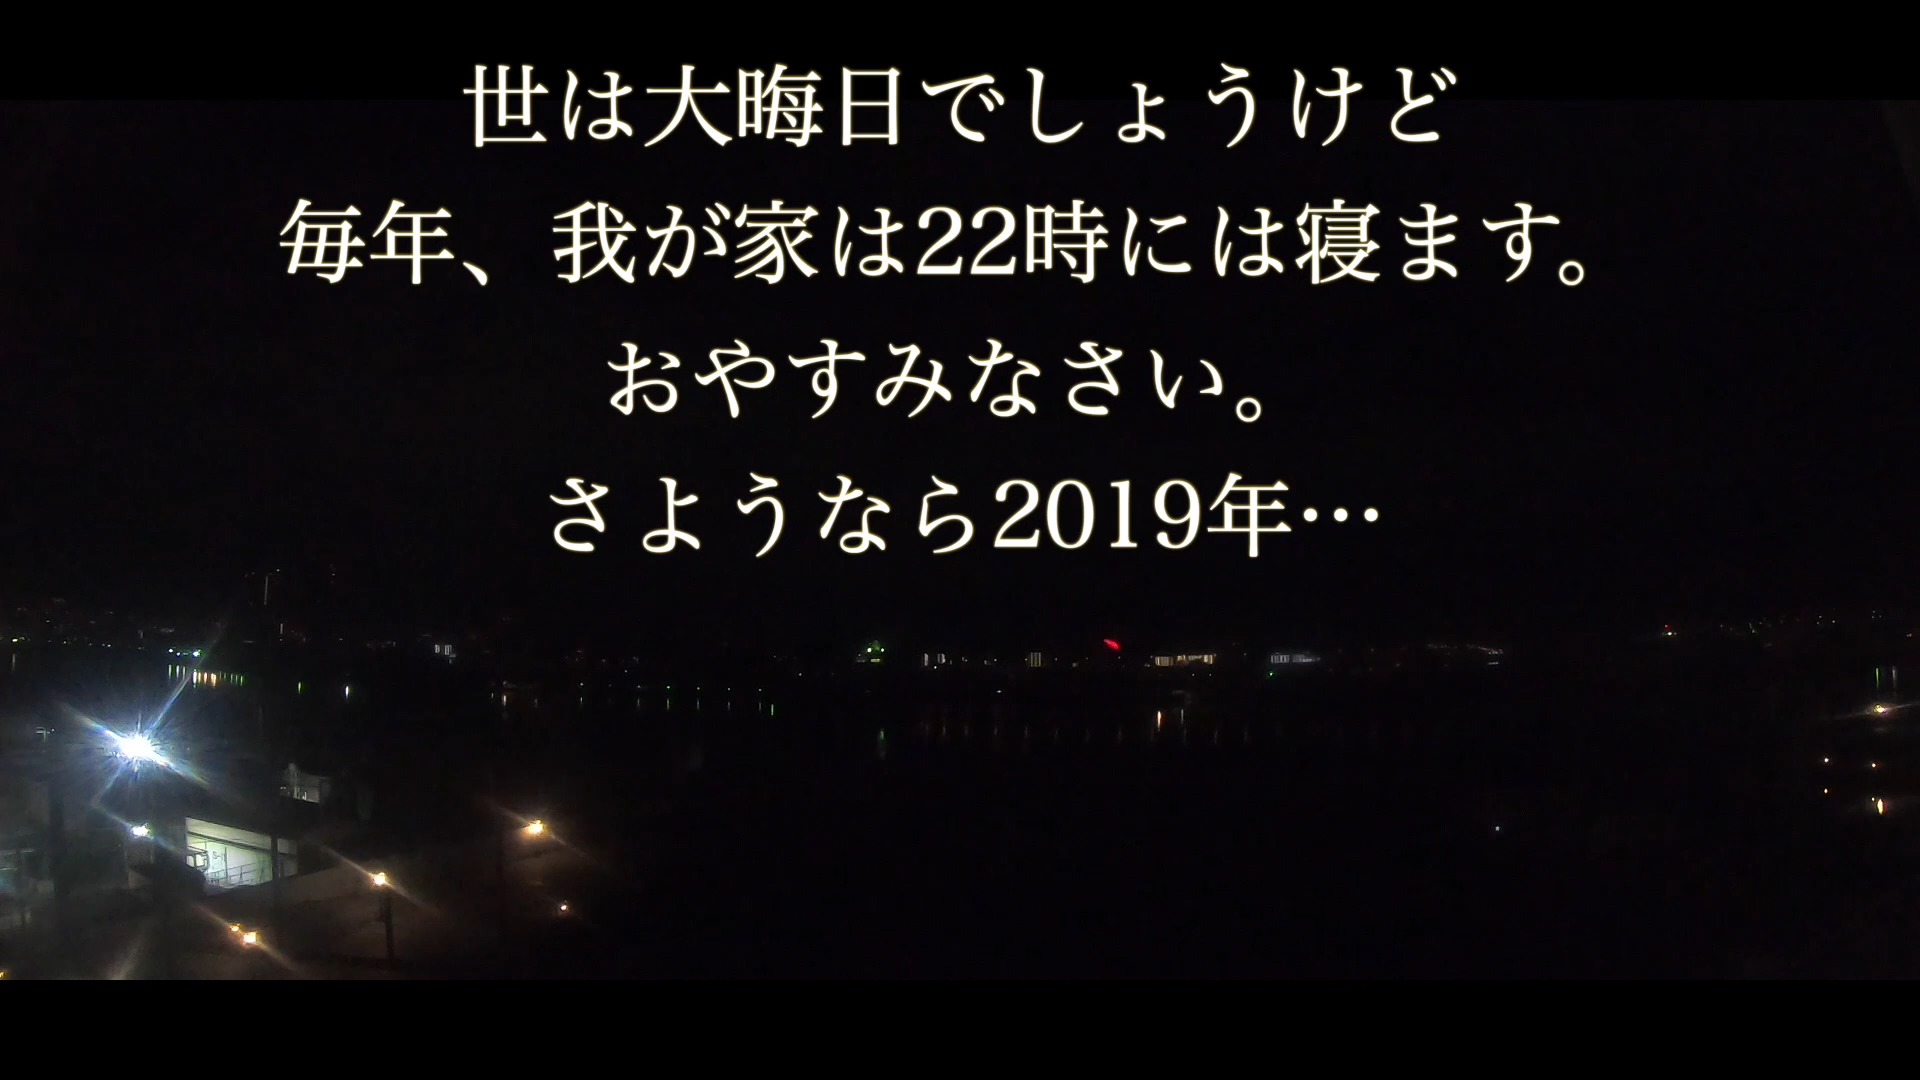 世は大晦日でしょうけど
毎年、我が家は22時には寝ます。
おやすみなさい。
さようなら2019年…